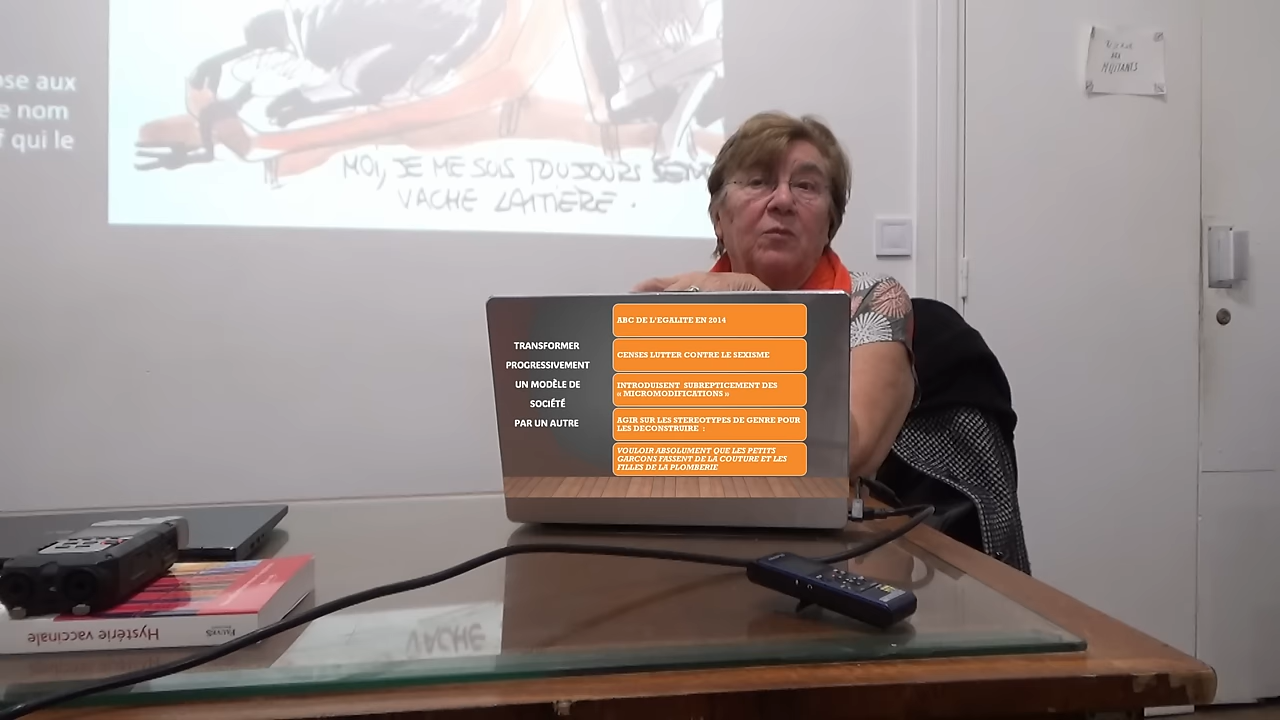 ose aux
e nom
f qui le
MOI, JE ME SUIS TOUJOURS
VACHE LAITIERE.
TRANSFORMER
PROGRESSIVEMENT
UN MODÈLE DE
SOCIÉTÉ
PAR UN AUTRE
ABC DE L'EGALITE EN 2014
CENSES LUTTER CONTRE LE SEXISME
INTRODUISENT SUBREPTICEMENT DES
« MICROMODIFICATIONS »
AGIR SUR LES STEREOTYPES DE GENRE POUR
LES DECONSTRUIRE :
VOULOIR ABSOLUMENT QUE LES PETITS
GARCONS FASSENT DE LA COUTURE ET LES
FILLES DE LA PLOMBERIE
Hystérie vaccinale
FAUVES
VACHE